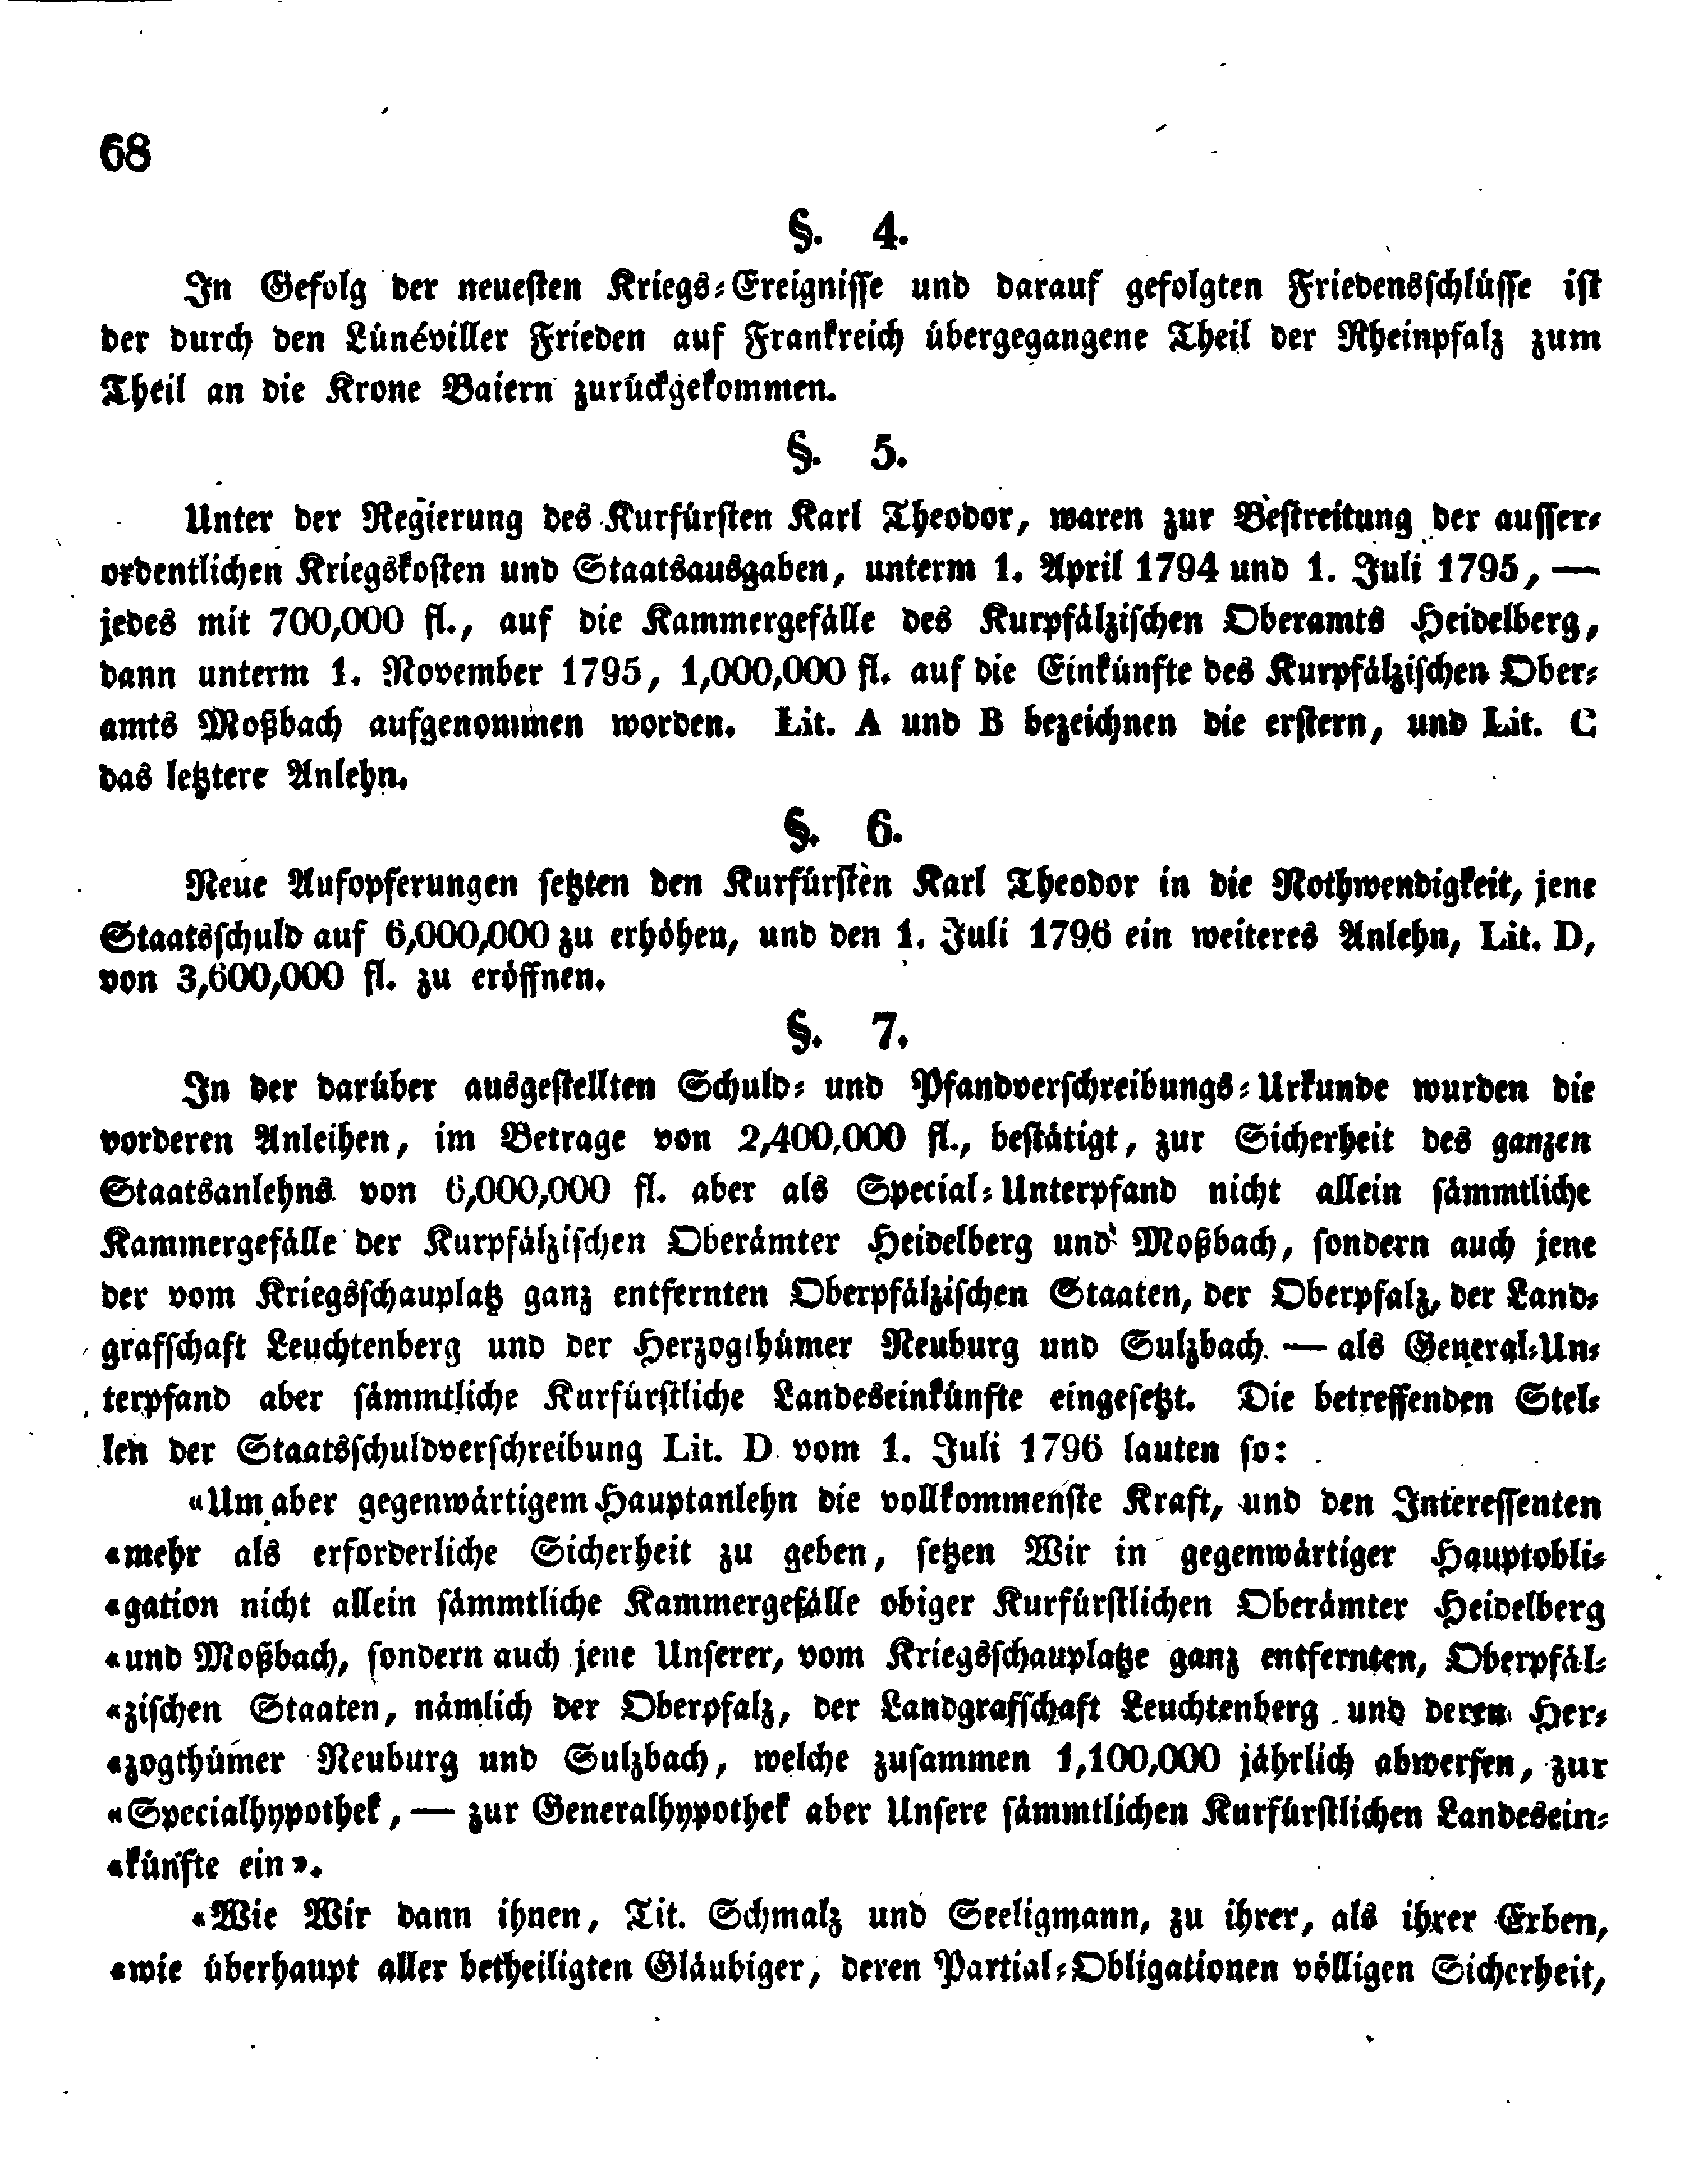 68
§. 4.
In Gefolg der neuesten Kriegs-Ereignisse und darauf gefolgten Friedensschlüsse ist
der durch den Lünéviller Frieden auf Frankreich übergegangene Theil der Rheinpfalz zum
Theil an die Krone Baiern zurückgekommen.
§. 5.
Unter der Regierung des Kurfürsten Karl Theodor, waren zur Bestreitung der ausser-
ordentlichen Kriegskosten und Staatsausgaben, unterm 1. April 1794 und 1. Juli 1795, —
jedes mit 700,000 fl., auf die Kammergefälle des Kurpfälzischen Oberamts Heidelberg,
dann unterm 1. November 1795, 1,000,000 fl. auf die Einkünfte des Kurpfälzischen Ober-
amts Moßbach aufgenommen worden. Lit. A und B bezeichnen die erstern, und Lit. C
das letztere Anlehn.
§. 6.
Neue Aufopferungen setzten den Kurfürsten Karl Theodor in die Nothwendigkeit, jene
Staatsschuld auf 6,000,000 zu erhöhen, und den 1. Juli 1796 ein weiteres Anlehn, Lit. D,
von 3,600,000 fl. zu eröffnen.
§. 7.
In der darüber ausgestellten Schuld- und Pfandverschreibungs-Urkunde wurden die
vorderen Anleihen, im Betrage von 2,400,000 fl., bestätigt, zur Sicherheit des ganzen
Staatsanlehns von 6,000,000 fl. aber als Special-Unterpfand nicht allein sämmtliche
Kammergefälle der Kurpfälzischen Oberämter Heidelberg und Moßbach, sondern auch jene
der vom Kriegsschauplatz ganz entfernten Oberpfälzischen Staaten, der Oberpfalz, der Land-
grafschaft Leuchtenberg und der Herzogthümer Neuburg und Sulzbach — als General-Un-
terpfand aber sämmtliche Kurfürstliche Landeseinkünfte eingesetzt. Die betreffenden Stel-
len der Staatsschuldverschreibung Lit. D vom 1. Juli 1796 lauten so:
«Um aber gegenwärtigem Hauptanlehn die vollkommenste Kraft, und den Interessenten
«mehr als erforderliche Sicherheit zu geben, setzen Wir in gegenwärtiger Hauptobli-
«gation nicht allein sämmtliche Kammergefälle obiger Kurfürstlichen Oberämter Heidelberg
«und Moßbach, sondern auch jene Unserer, vom Kriegsschauplatze ganz entfernten, Oberpfäl-
«zischen Staaten, nämlich der Oberpfalz, der Landgrafschaft Leuchtenberg und deren Her-
«zogthümer Neuburg und Sulzbach, welche zusammen 1,100,000 jährlich abwerfen, zur
«Specialhypothek, — zur Generalhypothek aber Unsere sämmtlichen Kurfürstlichen Landesein-
«künfte ein».
«Wie Wir dann ihnen, Tit. Schmalz und Seeligmann, zu ihrer, als ihrer Erben,
«wie überhaupt aller betheiligten Gläubiger, deren Partial-Obligationen völligen Sicherheit,